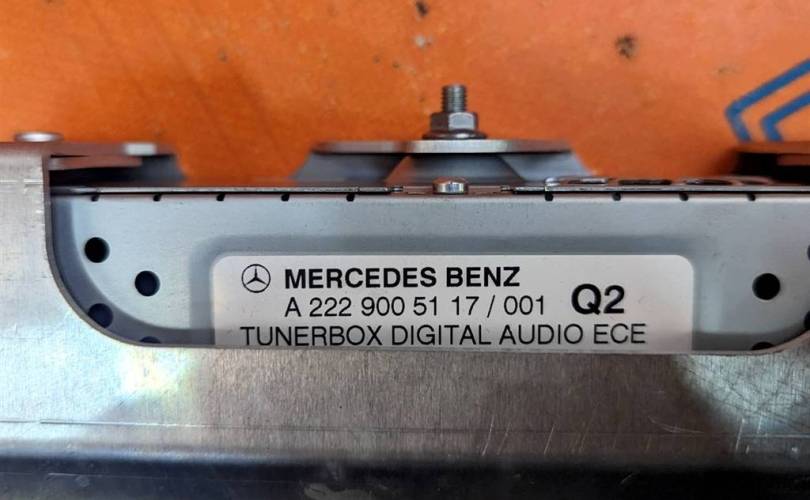 MERCEDES BENZ
A 222 900 51 17 / 001 Q2
TUNERBOX DIGITAL AUDIO ECE